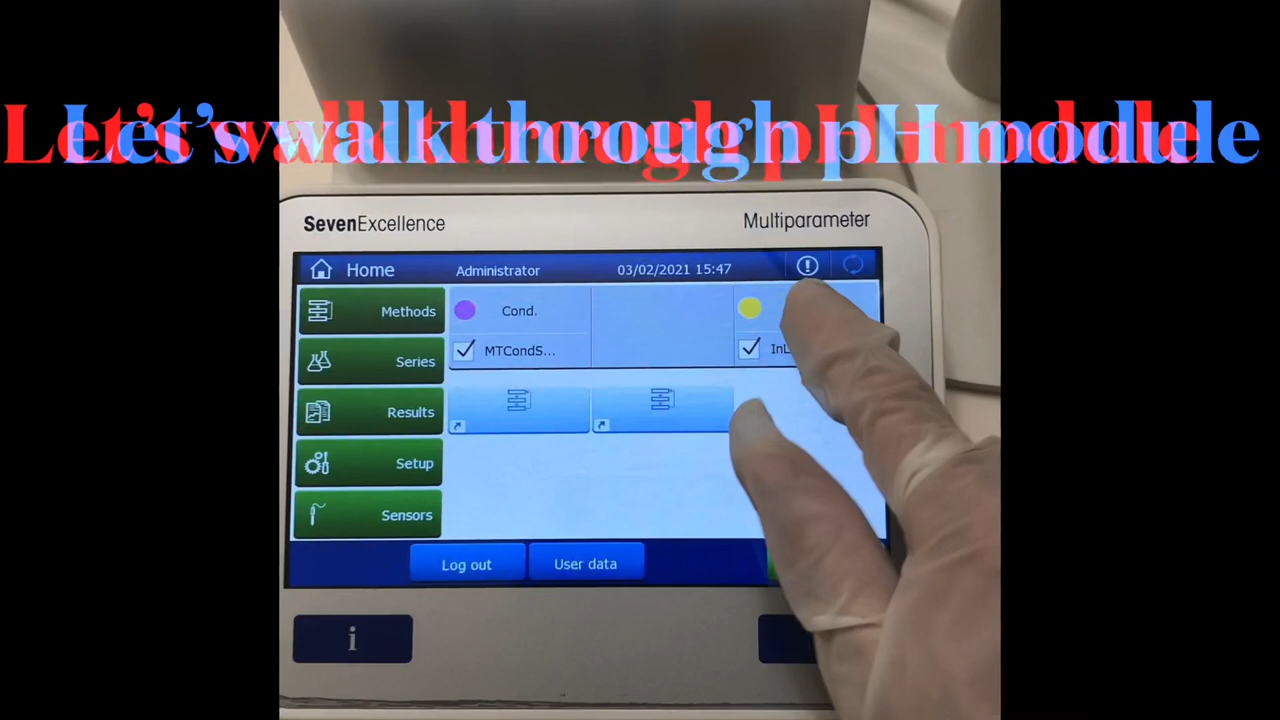 Let's walk through pH module
SevenExcellence
Multiparameter
Home
Administrator
03/02/2021 15:47
Methods
Cond.
MTCondS...
Series
Results
Setup
Sensors
Log out
User data
i